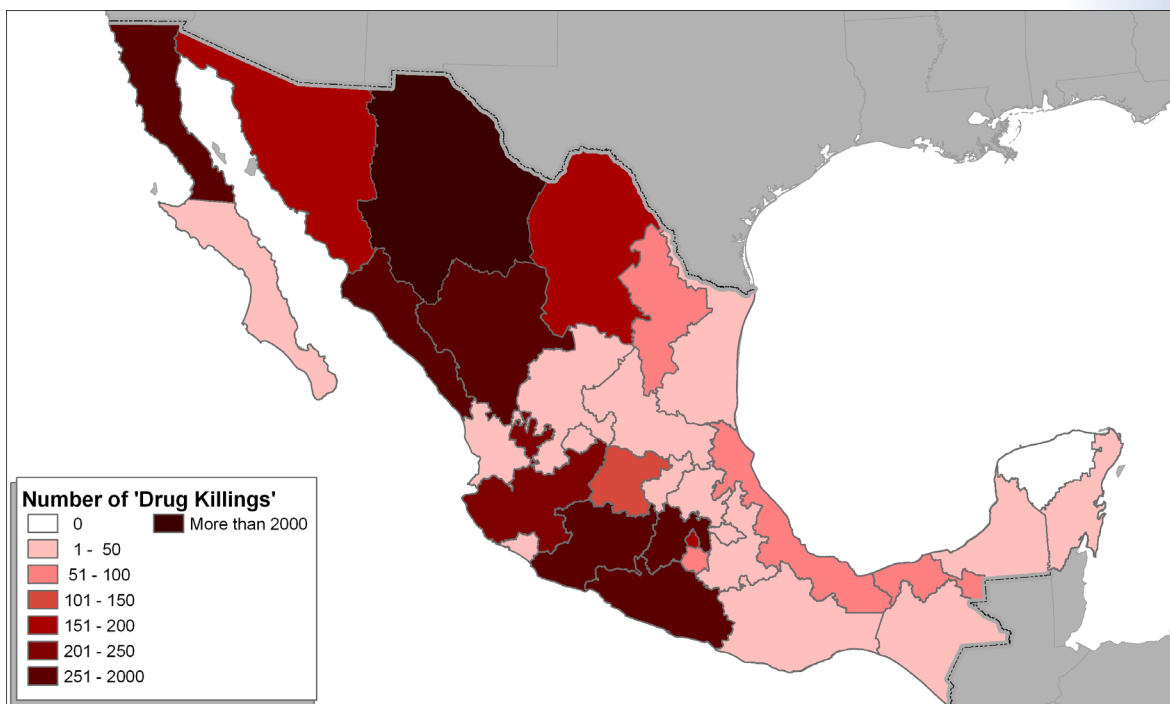 Number of 'Drug Killings'
0
More than 2000
1 - 50
51 - 100
101 - 150
151 - 200
201 - 250
251 - 2000